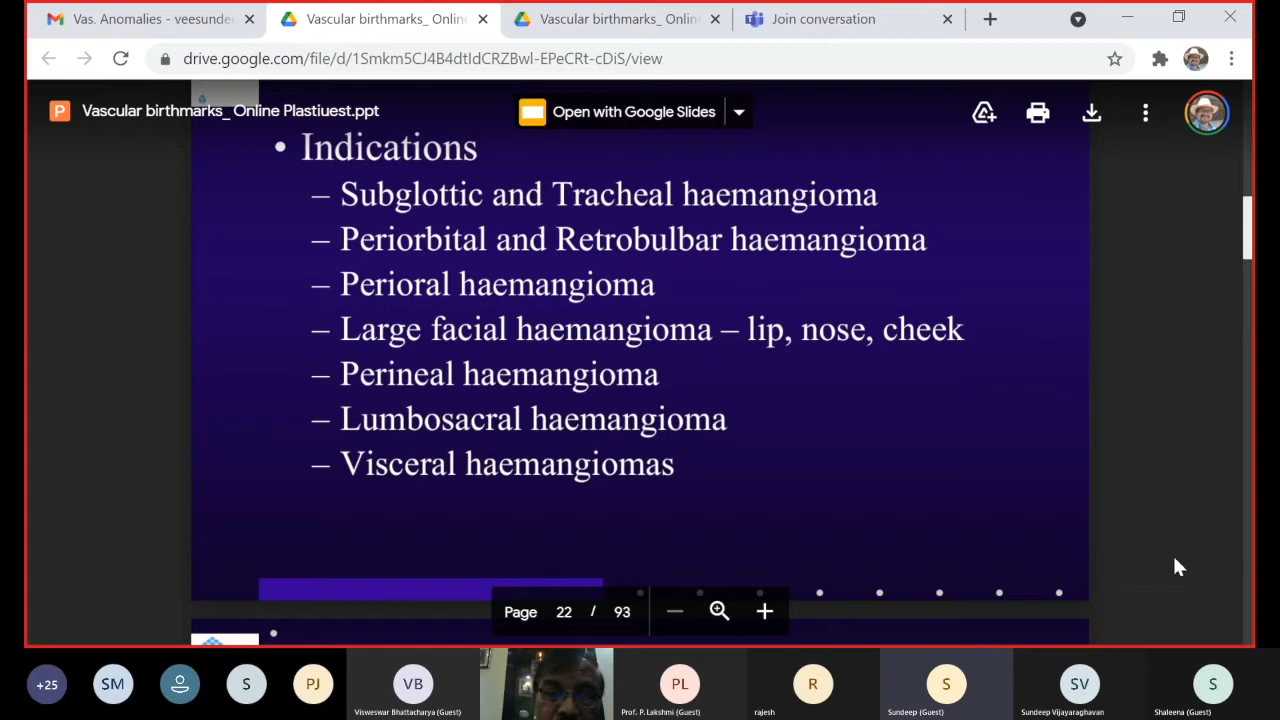 Vas. Anomalies - veesunde
Vascular birthmarks_ Onlin
Vascular birthmarks_ Onlin
Join conversation
drive.google.com/file/d/1Smkm5CJ4B4dtIdCRZBwl-EPeCRt-cDiS/view
P
Vascular birthmarks_ Online Plastiuest.ppt
Open with Google Slides
• Indications
– Subglottic and Tracheal haemangioma
– Periorbital and Retrobulbar haemangioma
– Perioral haemangioma
– Large facial haemangioma – lip, nose, cheek
– Perineal haemangioma
– Lumbosacral haemangioma
– Visceral haemangiomas
Page 22 / 93
+25
SM
S
PJ
VB
PL
R
S
SV
S
Visweswar Bhattacharya (Guest)
Prof. P. Lakshmi (Guest)
rajesh
Sundeep (Guest)
Sundeep Vijayaraghavan
Shaleena (Guest)